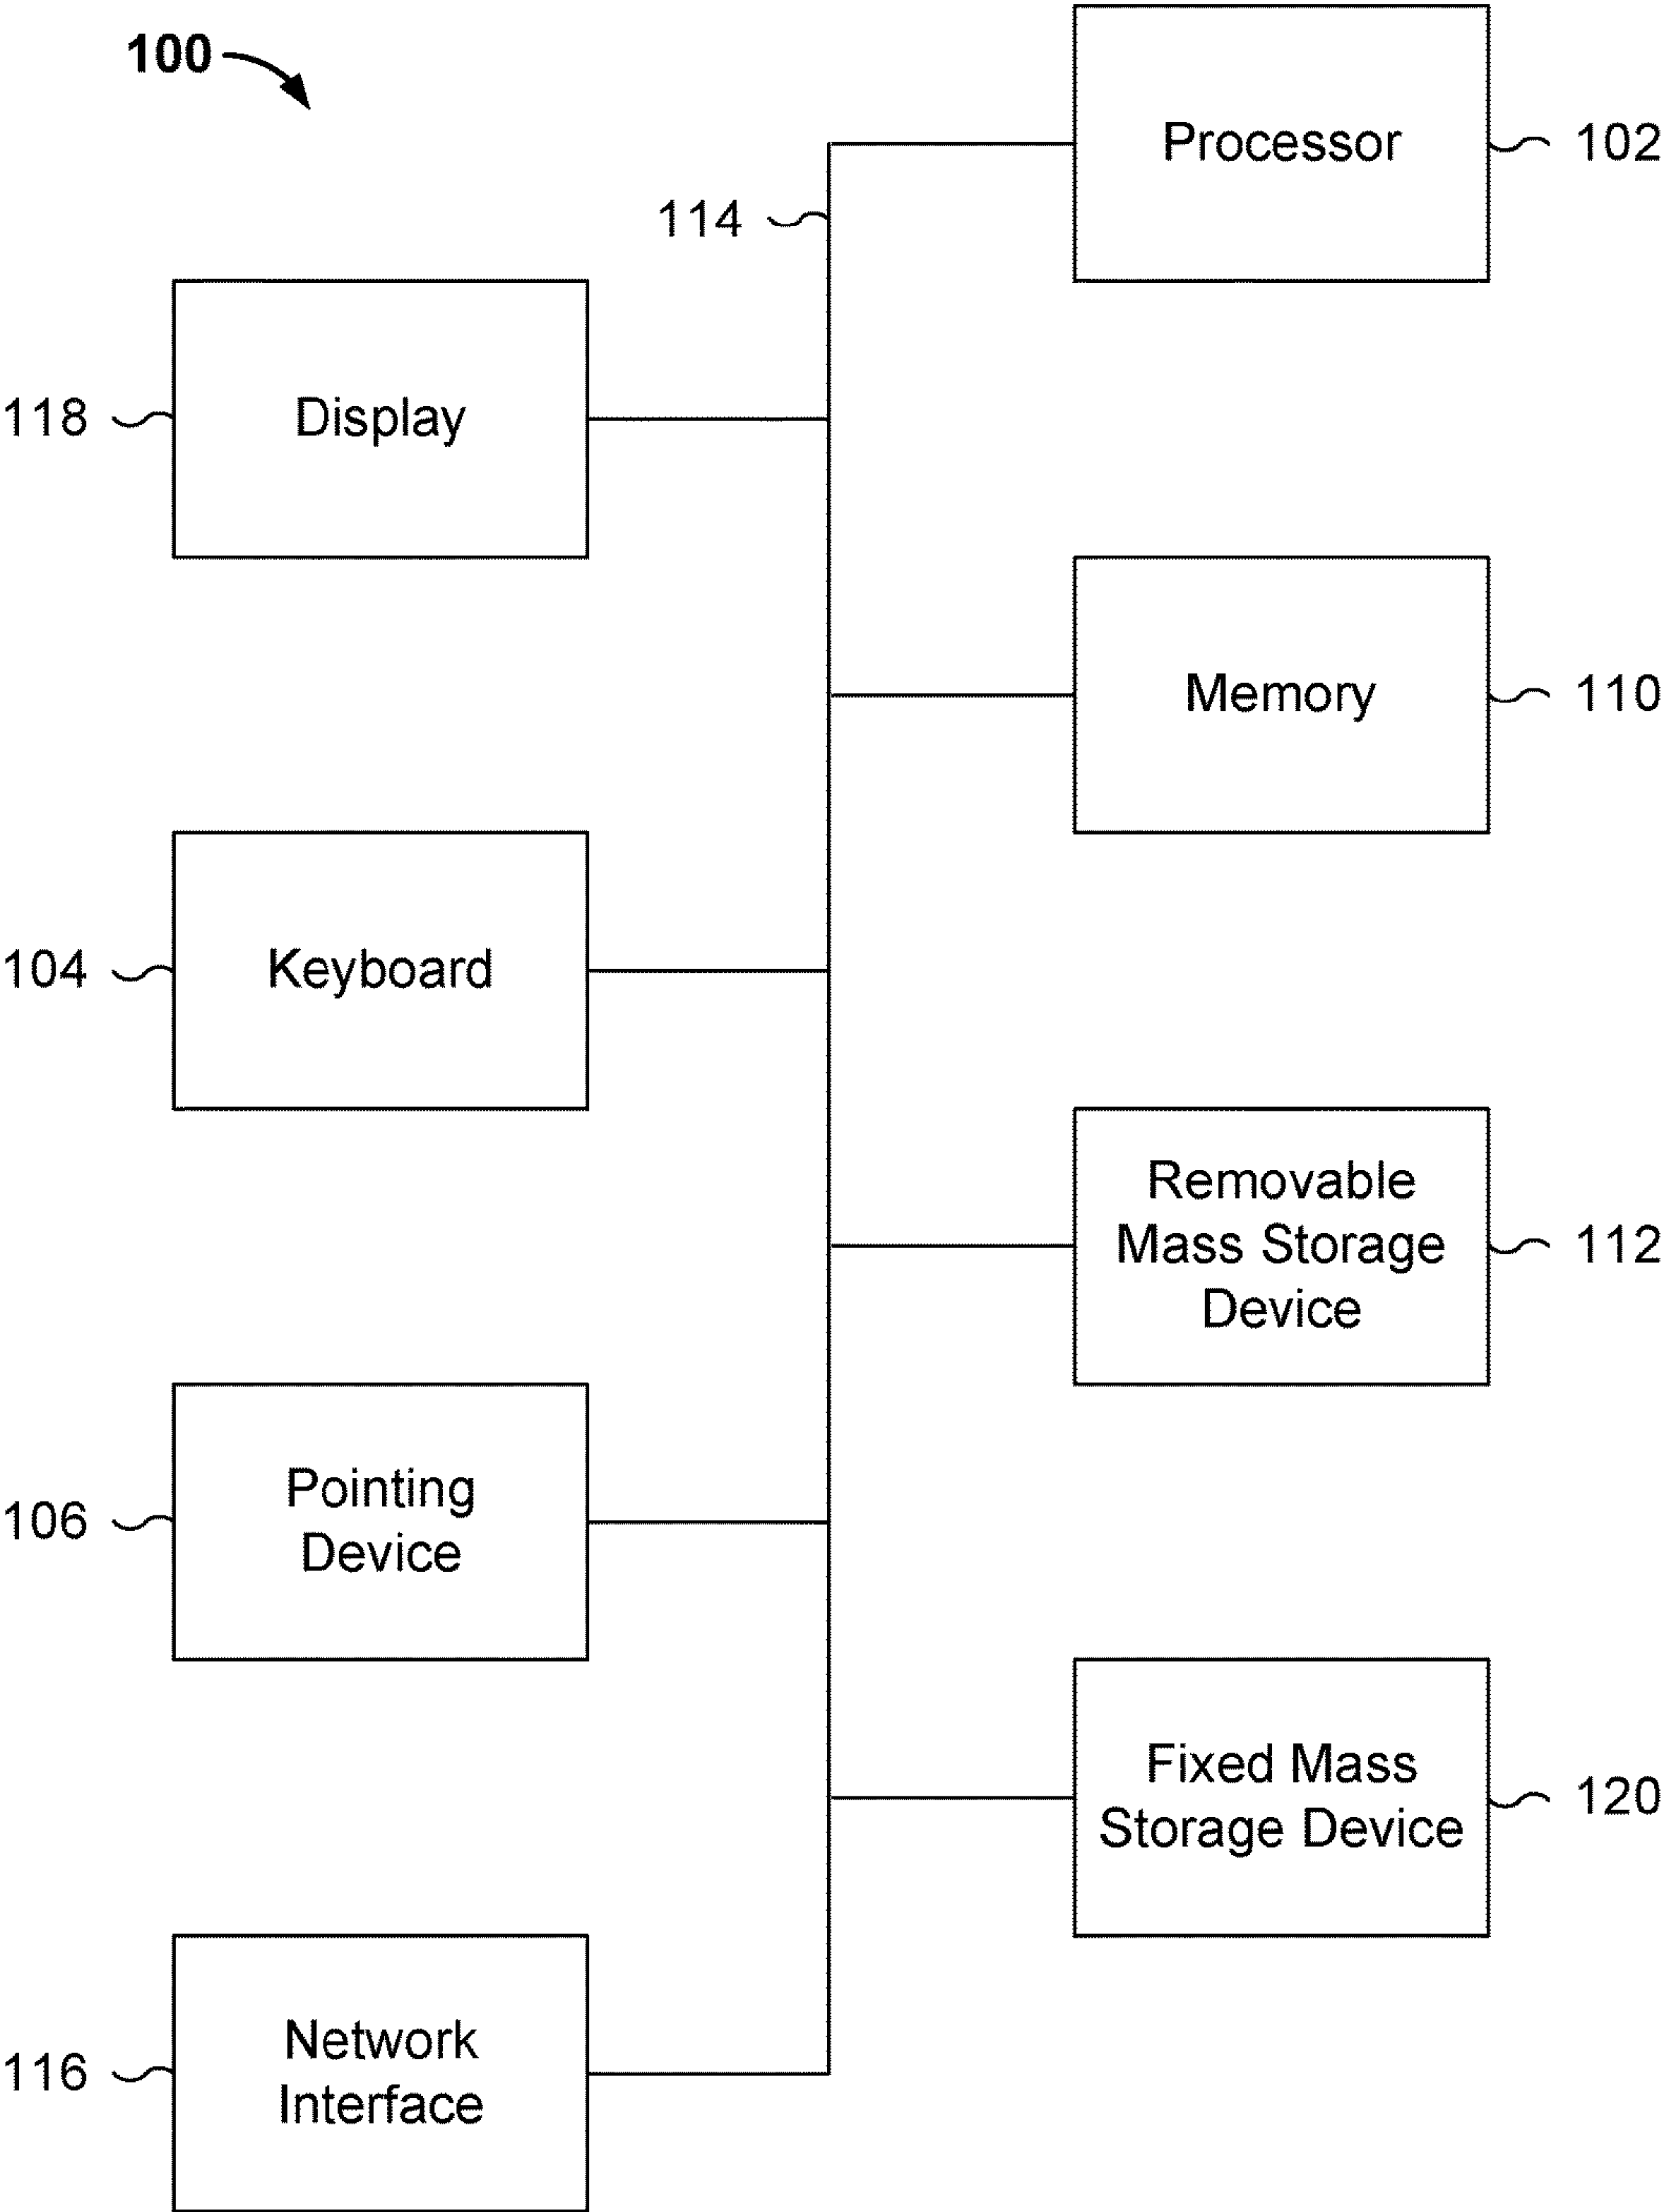 100
Processor
102
114
118
Display
Memory
110
104
Keyboard
Removable
Mass Storage
Device
112
106
Pointing
Device
Fixed Mass
Storage Device
120
116
Network
Interface